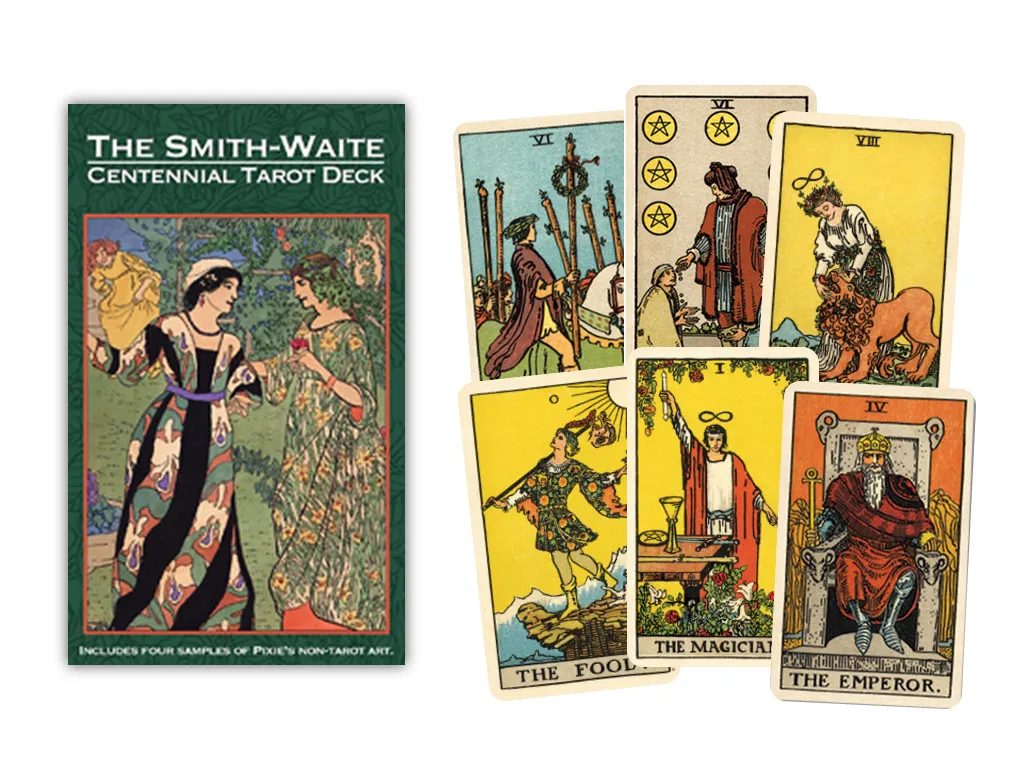 THE SMITH-WAITE
CENTENNIAL TAROT DECK
INCLUDES FOUR SAMPLES OF PIXIE'S NON-TAROT ART.
VI
VI
VIII
THE FOOL.
I
THE MAGICIAN
IV
THE EMPEROR.